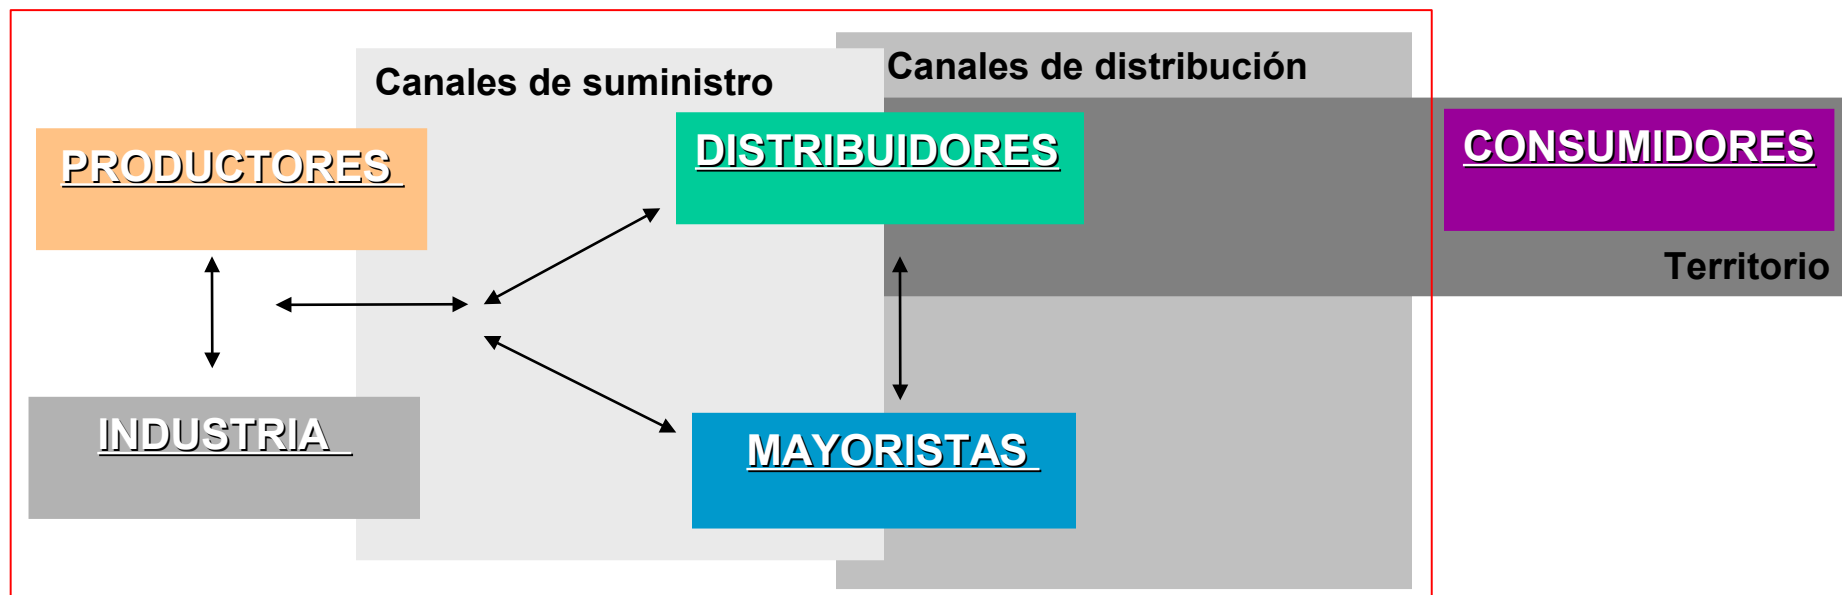 Canales de suministro
Canales de distribución
PRODUCTORES
DISTRIBUIDORES
CONSUMIDORES
Territorio
INDUSTRIA
MAYORISTAS